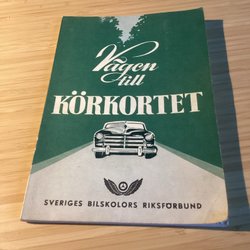 Vägen
till
KÖRKORTET
SVERIGES BILSKOLORS RIKSFÖRBUND